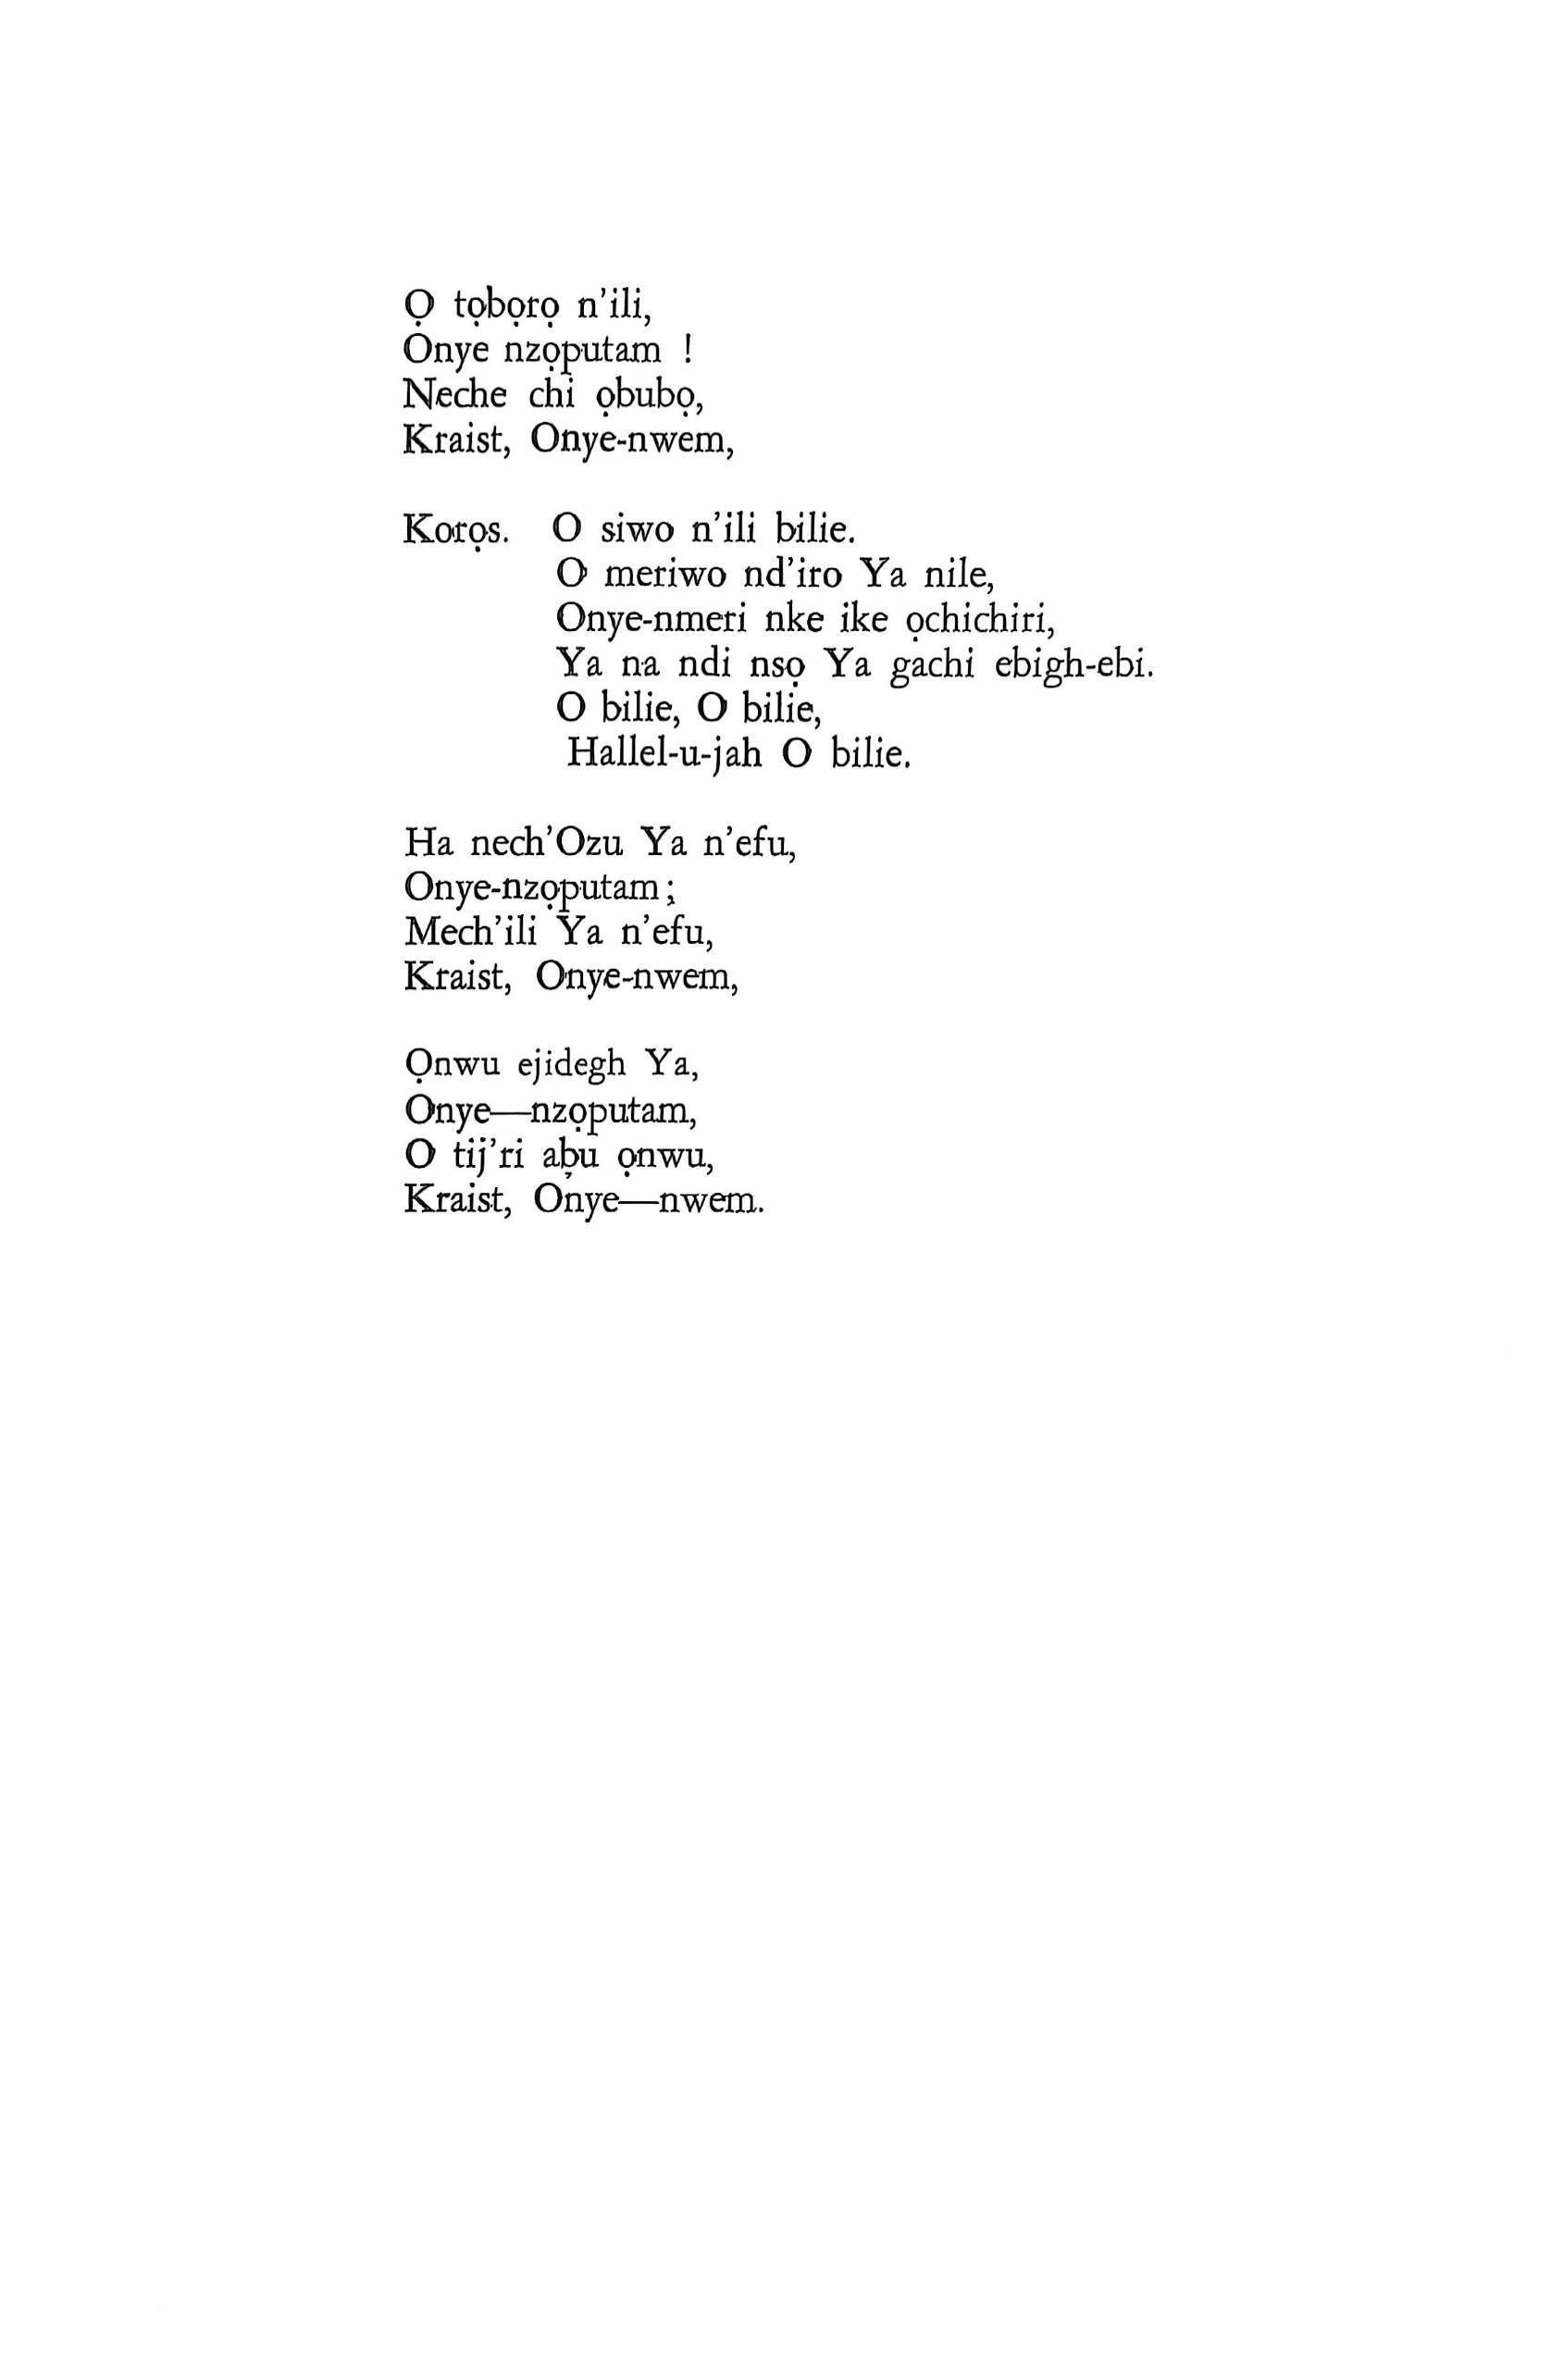 Ọ tọbọrọ n’ili,
Onye nzọputam !
Neche chi ọbubọ,
Kraist, Onye-nwem,
Korọs. O siwo n’ili bilie.
O meriwo nd’iro Ya nile,
Onye-nmeri nke ike ọchichiri,
Ya na ndi nsọ Ya gachi ebigh-ebi.
O bilie, O bilie,
Hallel-u-jah O bilie.
Ha nech’Ozu Ya n’efu,
Onye-nzọputam;
Mech’ili Ya n’efu,
Kraist, Onye-nwem,
Ọnwu ejidegh Ya,
Onye—nzọputam,
O tij’ri ab̩u ọnwu,
Kraist, Onye—nwem.